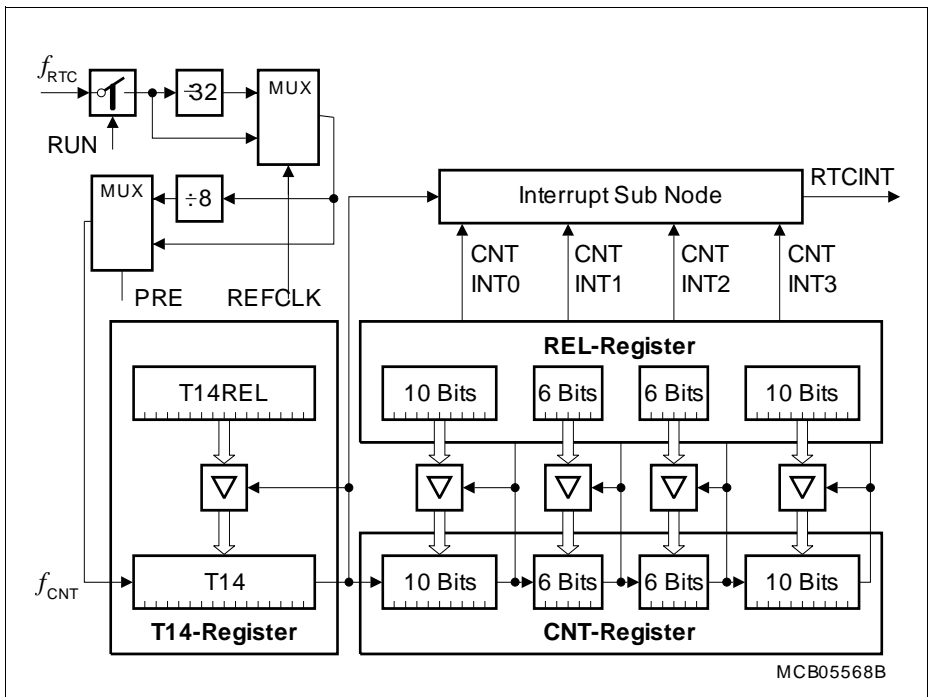 fRTC
÷32
MUX
RUN
MUX
÷8
Interrupt Sub Node
RTCINT
CNT INT0
CNT INT1
CNT INT2
CNT INT3
PRE
REFCLK
REL-Register
T14REL
10 Bits
6 Bits
6 Bits
10 Bits
fCNT
T14
10 Bits
6 Bits
6 Bits
10 Bits
T14-Register
CNT-Register
MCB05568B